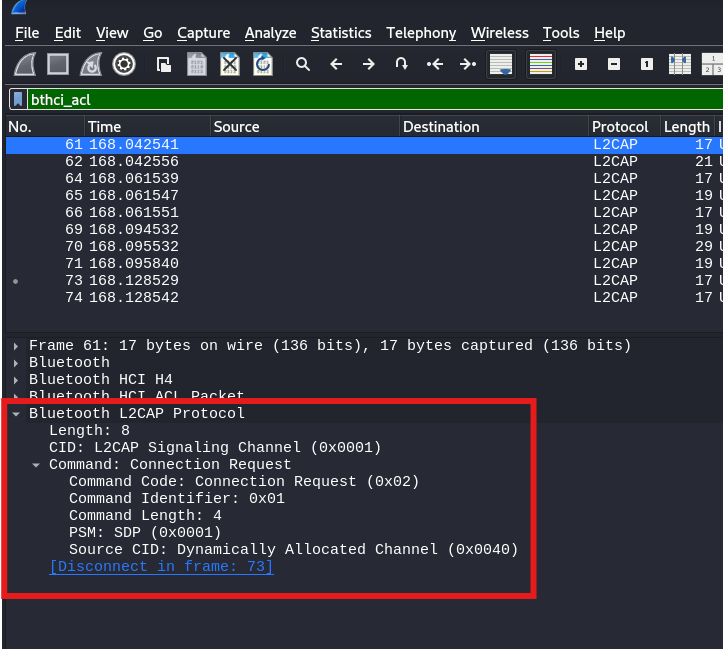 File Edit View Go Capture Analyze Statistics Telephony Wireless Tools Help
bthci_acl
No. Time Source Destination Protocol Length
61 168.042541 L2CAP 17
62 168.042556 L2CAP 21
64 168.061539 L2CAP 17
65 168.061547 L2CAP 19
66 168.061551 L2CAP 17
69 168.094532 L2CAP 19
70 168.095532 L2CAP 29
71 168.095840 L2CAP 19
73 168.128529 L2CAP 17
74 168.128542 L2CAP 17
Frame 61: 17 bytes on wire (136 bits), 17 bytes captured (136 bits)
Bluetooth
Bluetooth HCI H4
Bluetooth HCI ACL Packet
Bluetooth L2CAP Protocol
Length: 8
CID: L2CAP Signaling Channel (0x0001)
Command: Connection Request
Command Code: Connection Request (0x02)
Command Identifier: 0x01
Command Length: 4
PSM: SDP (0x0001)
Source CID: Dynamically Allocated Channel (0x0040)
[Disconnect in frame: 73]